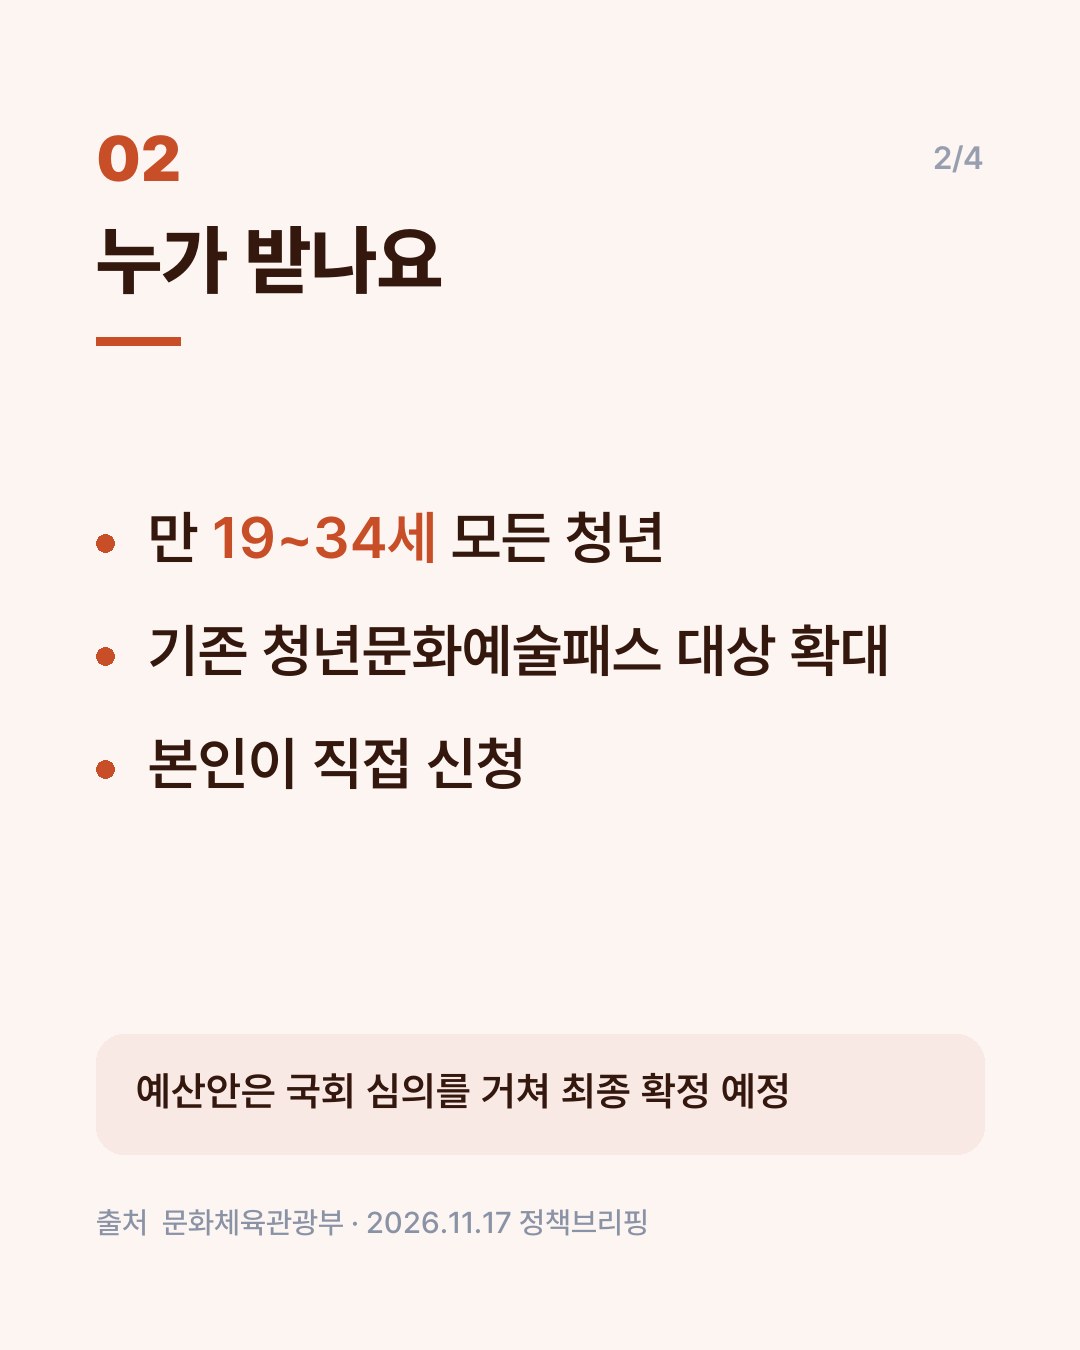 02
2/4
누가 받나요
만 19~34세 모든 청년
기존 청년문화예술패스 대상 확대
본인이 직접 신청
예산안은 국회 심의를 거쳐 최종 확정 예정
출처 문화체육관광부 · 2026.11.17 정책브리핑